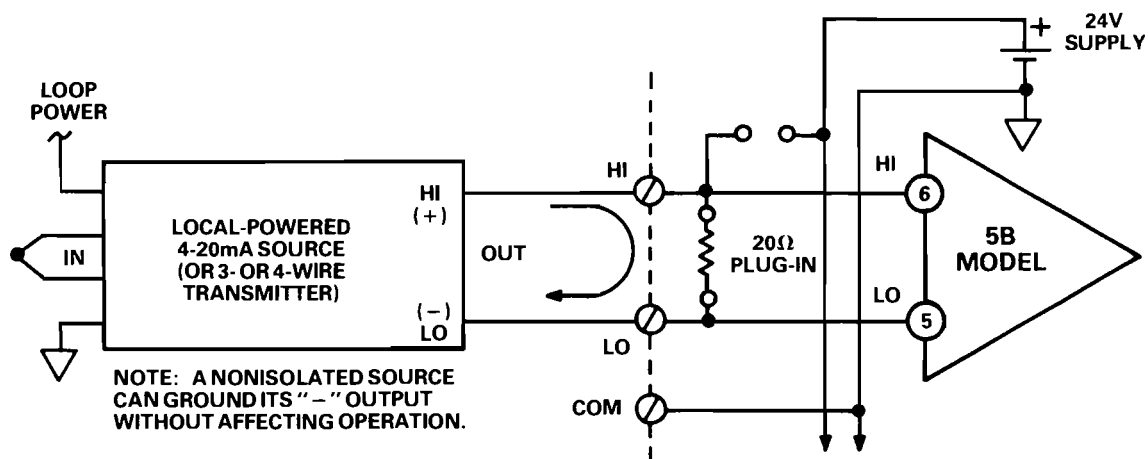 24V
SUPPLY
+
LOOP
POWER
HI
HI
HI
(+)
6
LOCAL-POWERED
4-20mA SOURCE
(OR 3- OR 4-WIRE
TRANSMITTER)
IN
OUT
20Ω
PLUG-IN
5B
MODEL
(−)
LO
LO
LO
5
NOTE: A NONISOLATED SOURCE
CAN GROUND ITS "−" OUTPUT
WITHOUT AFFECTING OPERATION.
COM